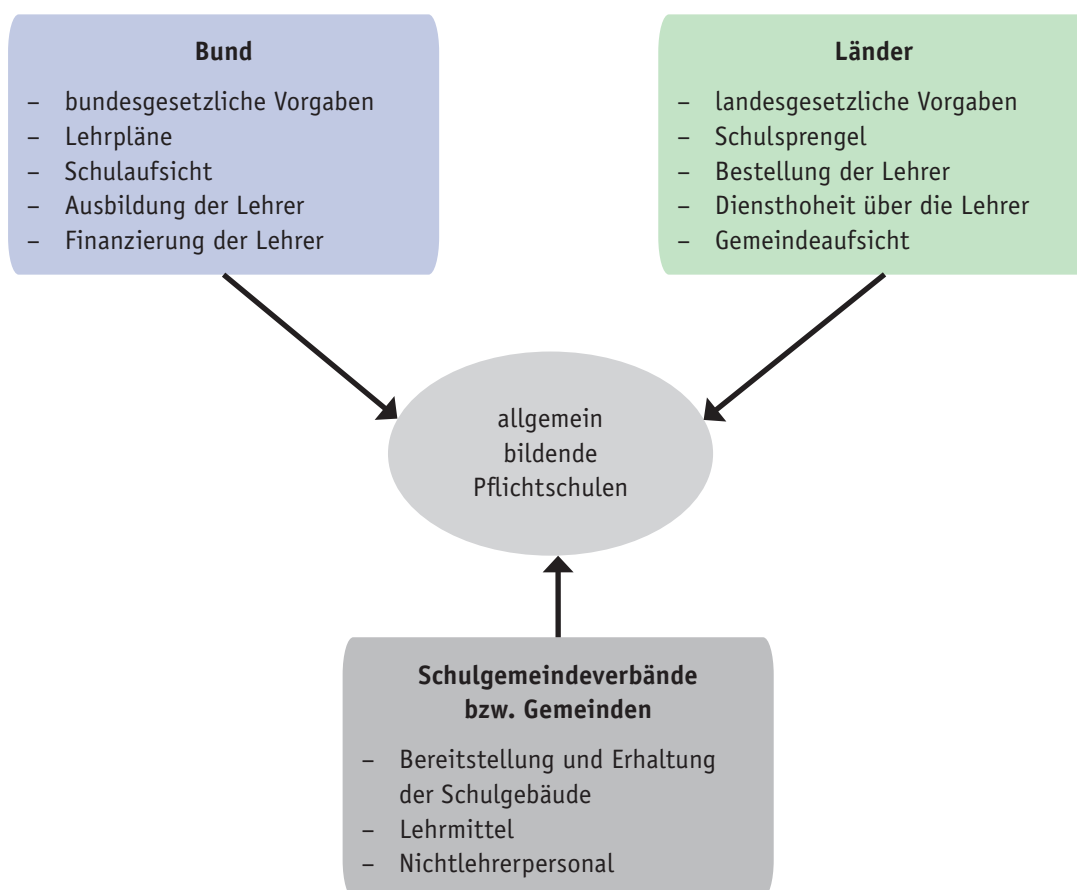 Bund
– bundesgesetzliche Vorgaben
– Lehrpläne
– Schulaufsicht
– Ausbildung der Lehrer
– Finanzierung der Lehrer
Länder
– landesgesetzliche Vorgaben
– Schulsprengel
– Bestellung der Lehrer
– Diensthoheit über die Lehrer
– Gemeindeaufsicht
allgemein
bildende
Pflichtschulen
Schulgemeindeverbände
bzw. Gemeinden
– Bereitstellung und Erhaltung
der Schulgebäude
– Lehrmittel
– Nichtlehrerpersonal